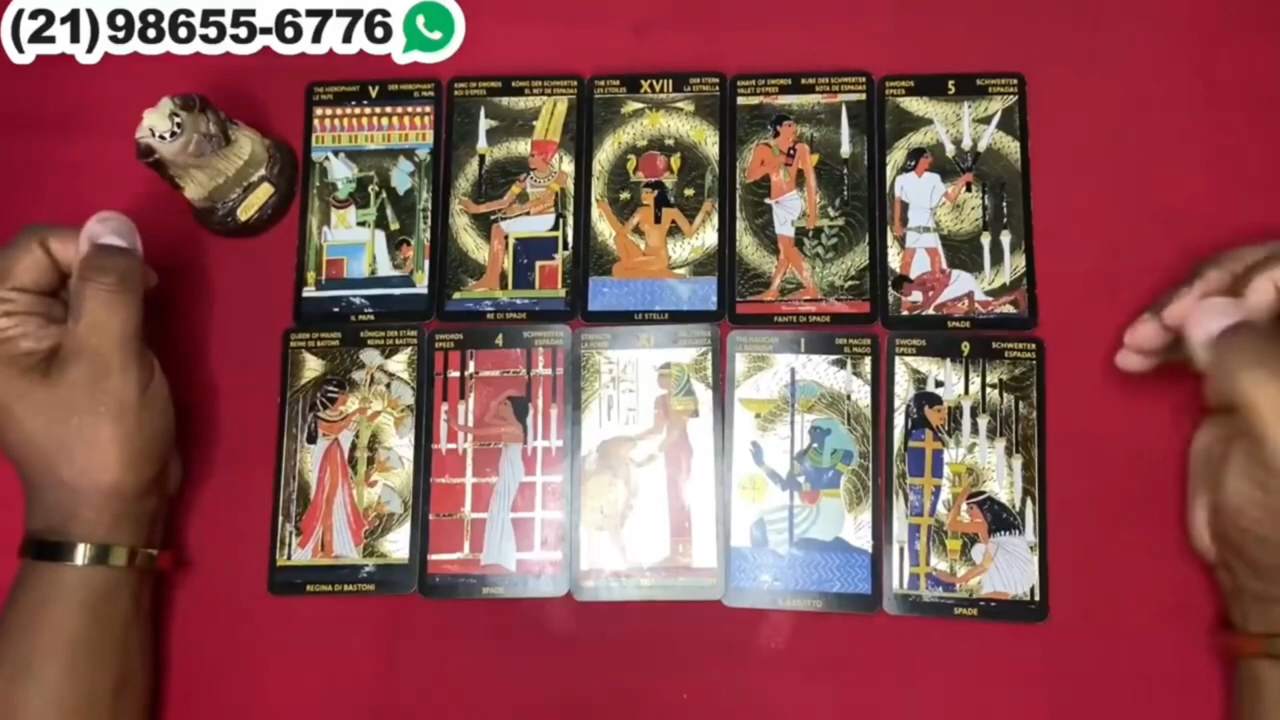 (21)98655-6776
THE HIEROPHANT V DER HIEROPHANT
LE PAPE EL PAPA
IL PAPA
KING OF SWORDS KÖNIG DER SCHWERTER
ROI D'EPEES EL REY DE ESPADAS
RE DI SPADE
THE STAR XVII DER STERN
LES ETOILES LA ESTRELLA
LE STELLE
KNAVE OF SWORDS BUBE DER SCHWERTER
VALET D'EPEES SOTA DE ESPADAS
FANTE DI SPADE
SWORDS 5 SCHWERTER
EPEES ESPADAS
SPADE
QUEEN OF WANDS KÖNIGIN DER STÄBE
REINE DE BATONS REINA DE BASTOS
REGINA DI BASTONI
SWORDS 4 SCHWERTER
EPEES ESPADAS
SPADE
STRENGTH XI
LA FORCE
THE MAGICIAN I DER MAGIER
EL MAGO
SWORDS 9 SCHWERTER
EPEES ESPADAS
SPADE